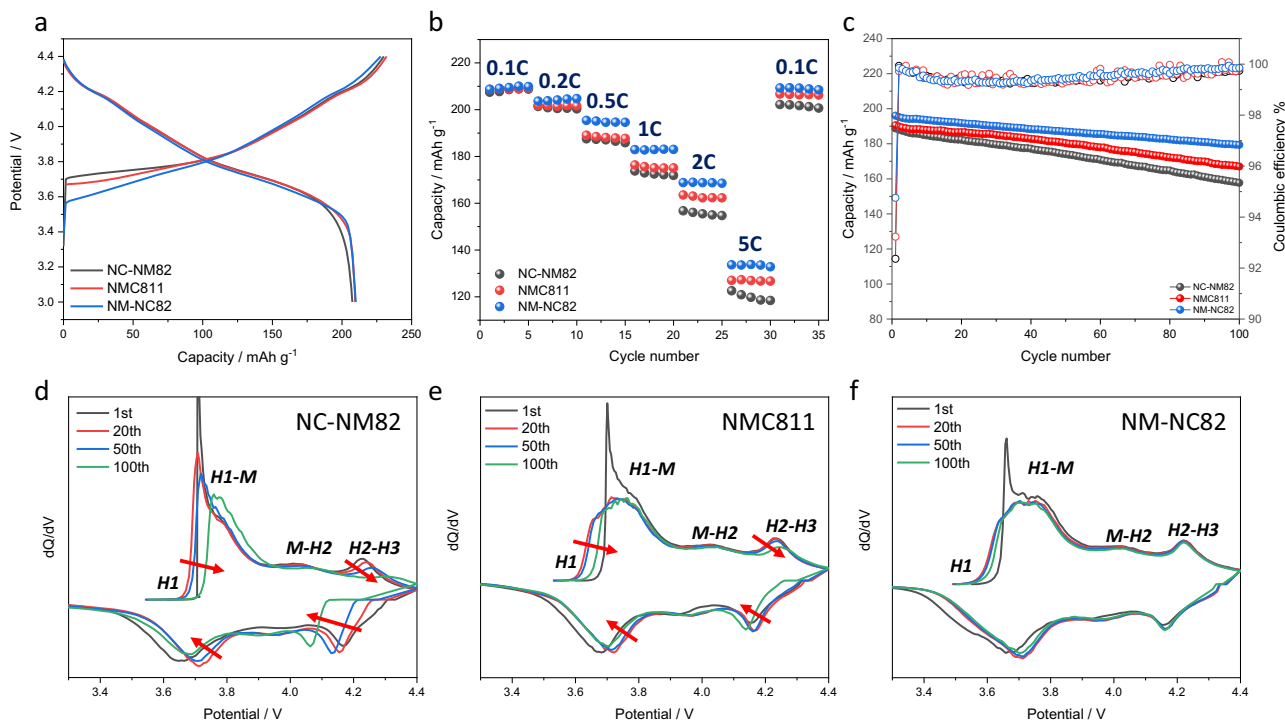 a
Potential / V
4.4
4.2
4.0
3.8
3.6
3.4
3.2
3.0
NC-NM82
NMC811
NM-NC82
0 50 100 150 200 250
Capacity / mAh g⁻¹
b
Capacity / mAh g⁻¹
220
200
180
160
140
120
0.1C
0.2C
0.5C
1C
2C
5C
0.1C
NC-NM82
NMC811
NM-NC82
0 5 10 15 20 25 30 35
Cycle number
c
Capacity / mAh g⁻¹
240
220
200
180
160
140
120
100
80
NC-NM82
NMC811
NM-NC82
0 20 40 60 80 100
Cycle number
100
98
96
94
92
90
Coulombic efficiency %
d
dQ/dV
1st
20th
50th
100th
NC-NM82
H1-M
M-H2
H2-H3
H1
3.4 3.6 3.8 4.0 4.2 4.4
Potential / V
e
dQ/dV
1st
20th
50th
100th
NMC811
H1-M
M-H2
H2-H3
H1
3.4 3.6 3.8 4.0 4.2 4.4
Potential / V
f
dQ/dV
1st
20th
50th
100th
NM-NC82
H1-M
M-H2
H2-H3
H1
3.4 3.6 3.8 4.0 4.2 4.4
Potential / V